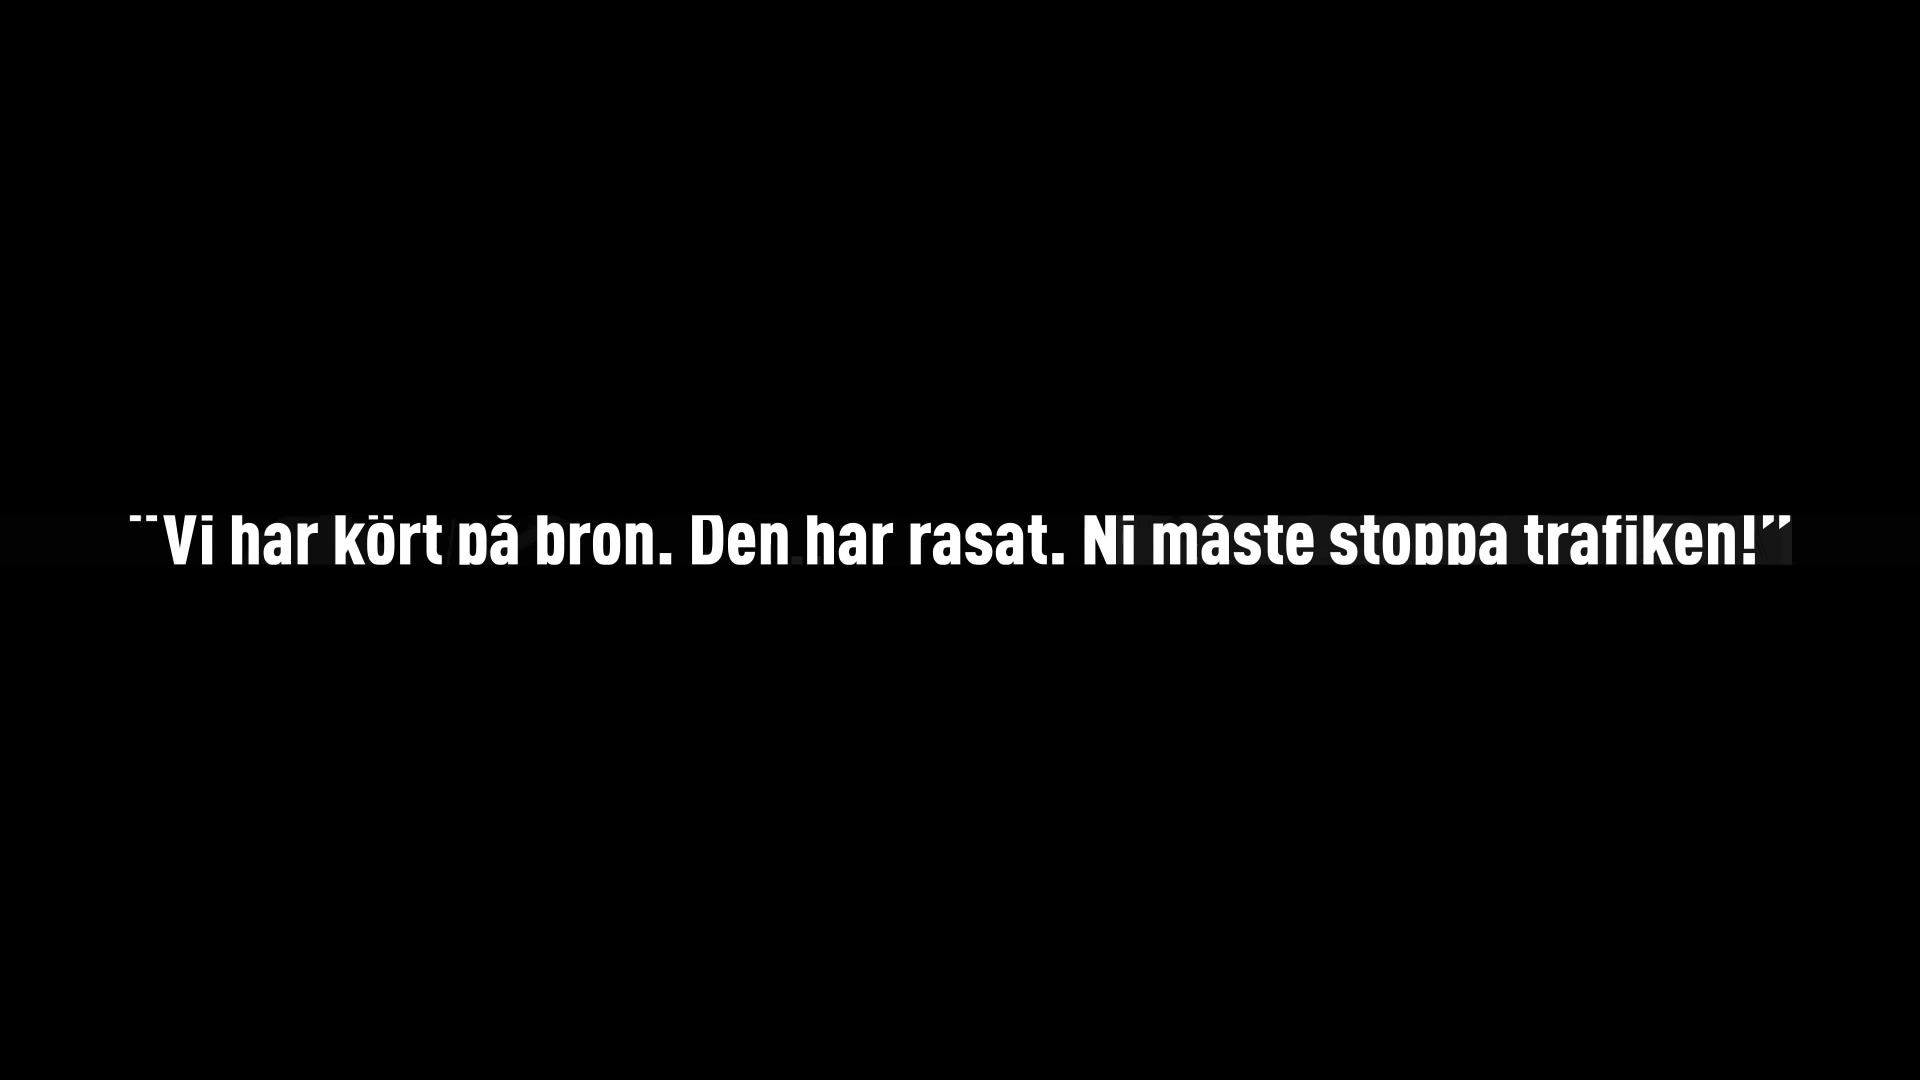 "Vi har kört på bron. Den har rasat. Ni måste stoppa trafiken!”